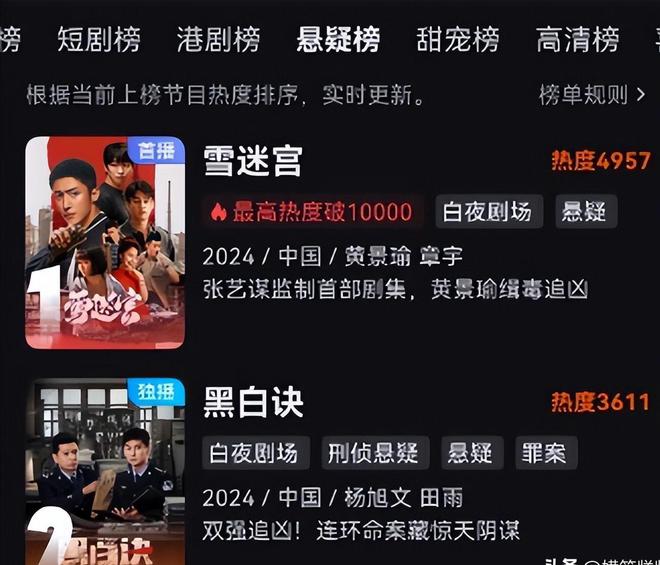 榜 短剧榜 港剧榜 悬疑榜 甜宠榜 高清榜
根据当前上榜节目热度排序，实时更新。 榜单规则 >
首播
雪迷宫 热度4957
最高热度破10000 白夜剧场 悬疑
2024 / 中国 / 黄景瑜 章宇
张艺谋监制首部剧集，黄景瑜缉毒追凶
1
雪迷宫
独播
黑白诀 热度3611
白夜剧场 刑侦悬疑 悬疑 罪案
2024 / 中国 / 杨旭文 田雨
双强追凶！连环命案藏惊天阴谋
2
黑白诀